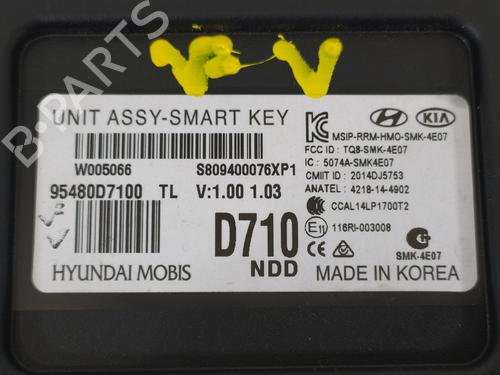 V-V
UNIT ASSY-SMART KEY
HYUNDAI KIA
MSIP-RRM-HMO-SMK-4E07
FCC ID : TQ8-SMK-4E07
W005066 S809400076XP1
IC : 5074A-SMK4E07
CMIIT ID : 2014DJ5753
95480D7100 TL V:1.00 1.03
ANATEL : 4218-14-4902
CCAL14LP1700T2
D710
E11 116RI-003008
NDD
HYUNDAI MOBIS
MADE IN KOREA
SMK-4E07
B-PARTS